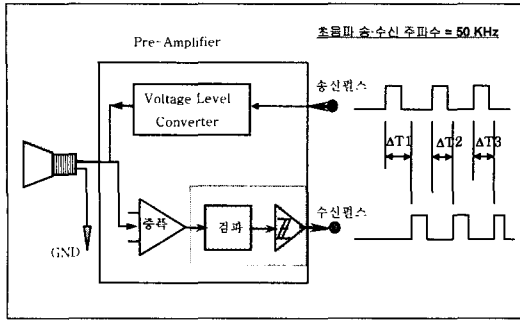 초음파 송·수신 주파수 = 50 KHz
Pre-Amplifier
송신펄스
Voltage Level
Converter
ΔT1
ΔT2
ΔT3
수신펄스
증폭
검파
GND